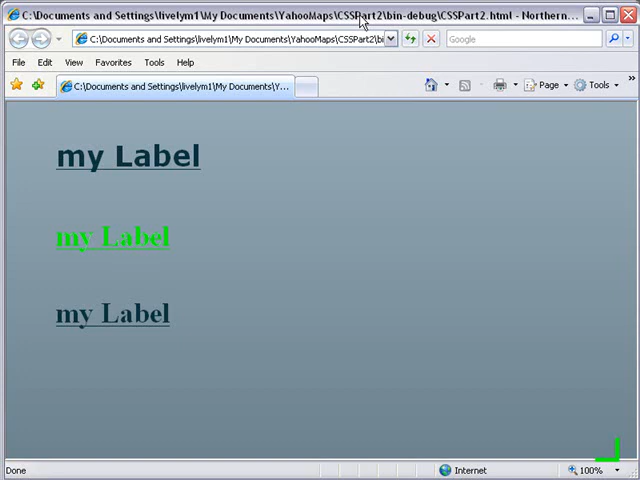 C:\Documents and Settings\livelym1\My Documents\YahooMaps\CSSPart2\bin-debug\CSSPart2.html - Northern...
C:\Documents and Settings\livelym1\My Documents\YahooMaps\CSSPart2\bi
Google
File Edit View Favorites Tools Help
C:\Documents and Settings\livelym1\My Documents\Y...
Page Tools
my Label
my Label
my Label
Done Internet 100%